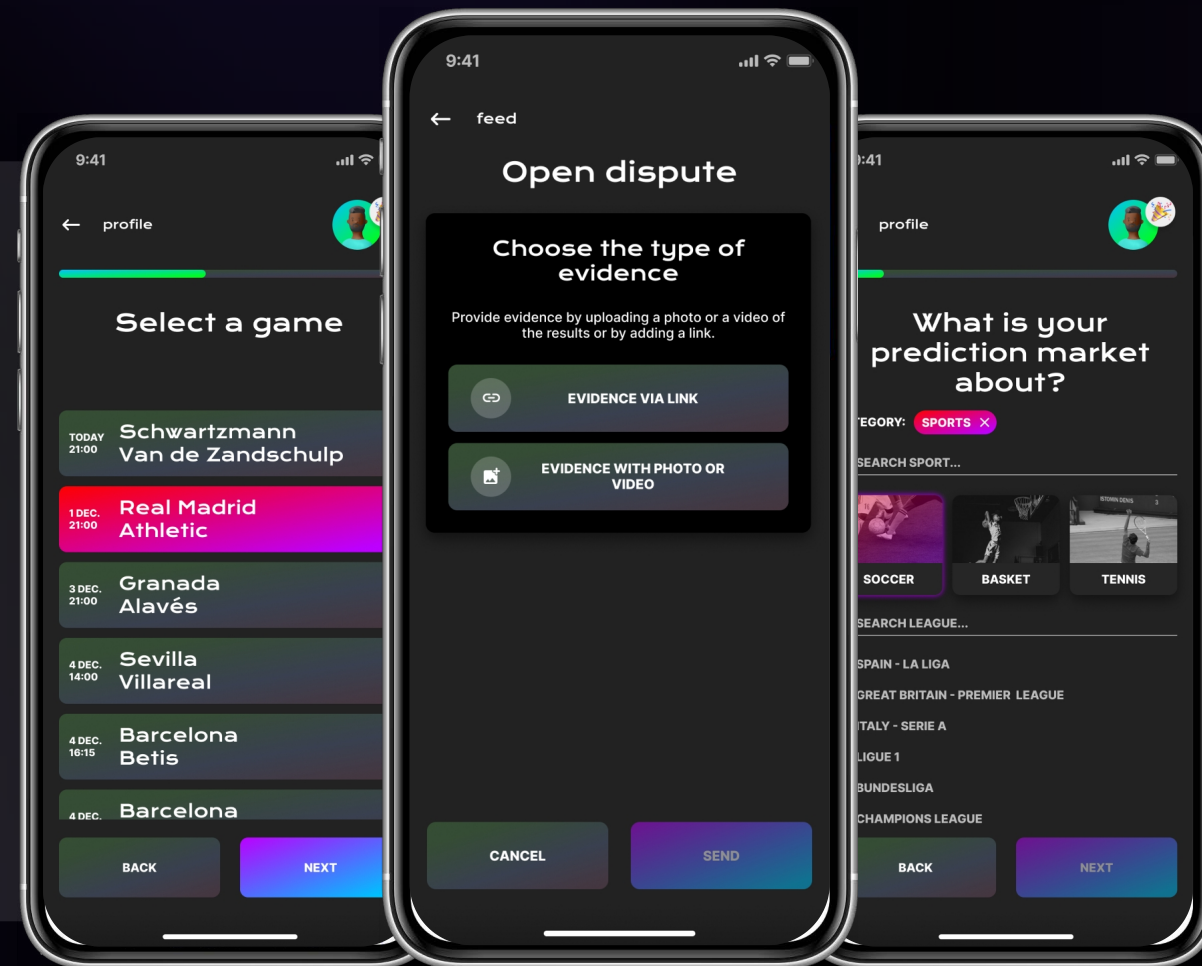 9:41
profile
Select a game
TODAY
21:00
Schwartzmann
Van de Zandschulp
1 DEC.
21:00
Real Madrid
Athletic
3 DEC.
21:00
Granada
Alavés
4 DEC.
14:00
Sevilla
Villareal
4 DEC.
16:15
Barcelona
Betis
4 DEC.
Barcelona
BACK
NEXT
9:41
feed
Open dispute
Choose the type of
evidence
Provide evidence by uploading a photo or a video of
the results or by adding a link.
EVIDENCE VIA LINK
EVIDENCE WITH PHOTO OR
VIDEO
CANCEL
SEND
:41
profile
What is your
prediction market
about?
EGORY: SPORTS
SEARCH SPORT...
SOCCER
BASKET
TENNIS
SEARCH LEAGUE...
SPAIN - LA LIGA
GREAT BRITAIN - PREMIER LEAGUE
ITALY - SERIE A
LIGUE 1
BUNDESLIGA
CHAMPIONS LEAGUE
BACK
NEXT